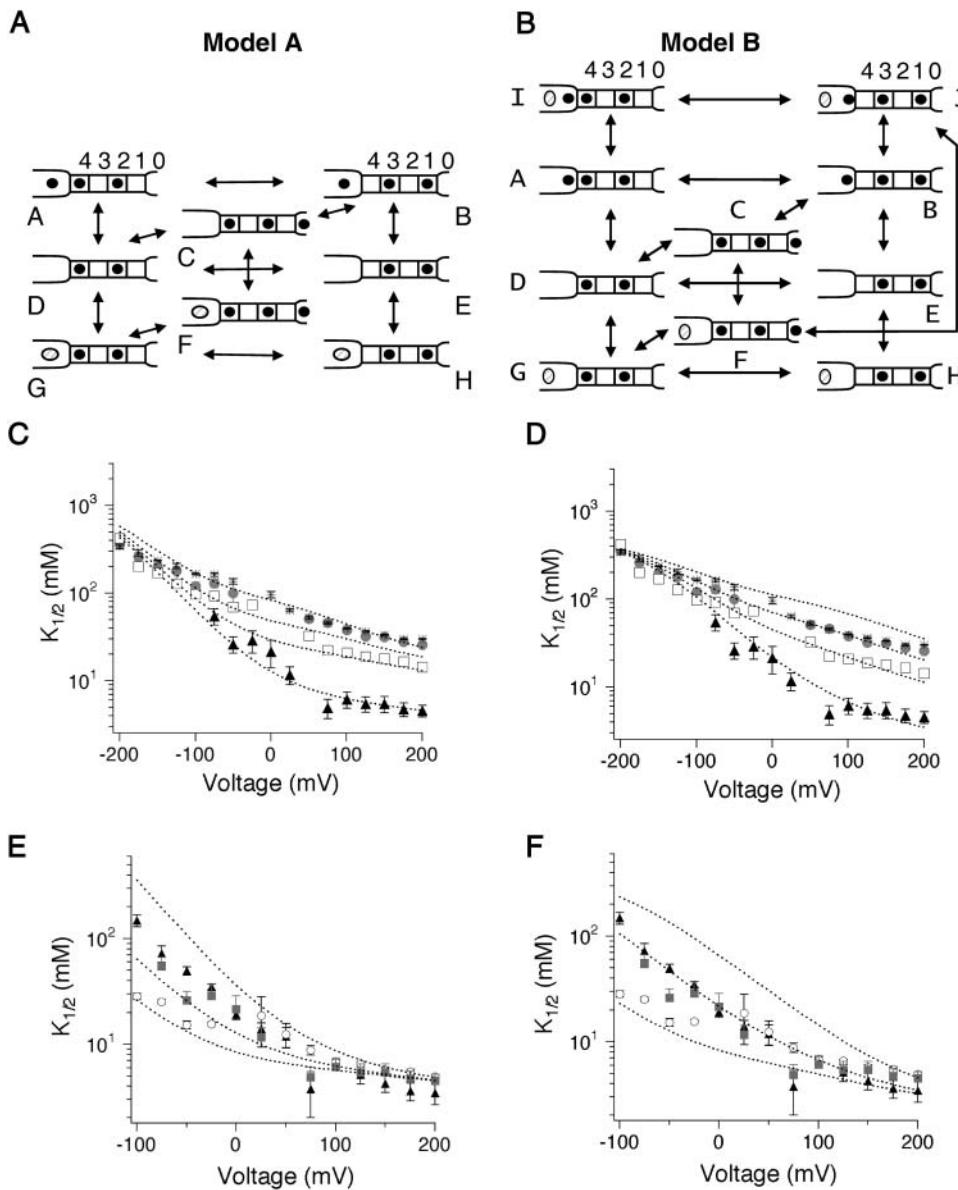 A
Model A
B
Model B
4 3 2 1 0
4 3 2 1 0
I
J
4 3 2 1 0
4 3 2 1 0
A
B
C
D
E
F
G
H
A
B
C
D
E
F
G
H
C
10³
10²
10¹
K1/2 (mM)
-200
-100
0
100
200
Voltage (mV)
D
10³
10²
10¹
K1/2 (mM)
-200
-100
0
100
200
Voltage (mV)
E
10²
10¹
K1/2 (mM)
-100
0
100
200
Voltage (mV)
F
10²
10¹
K1/2 (mM)
-100
0
100
200
Voltage (mV)